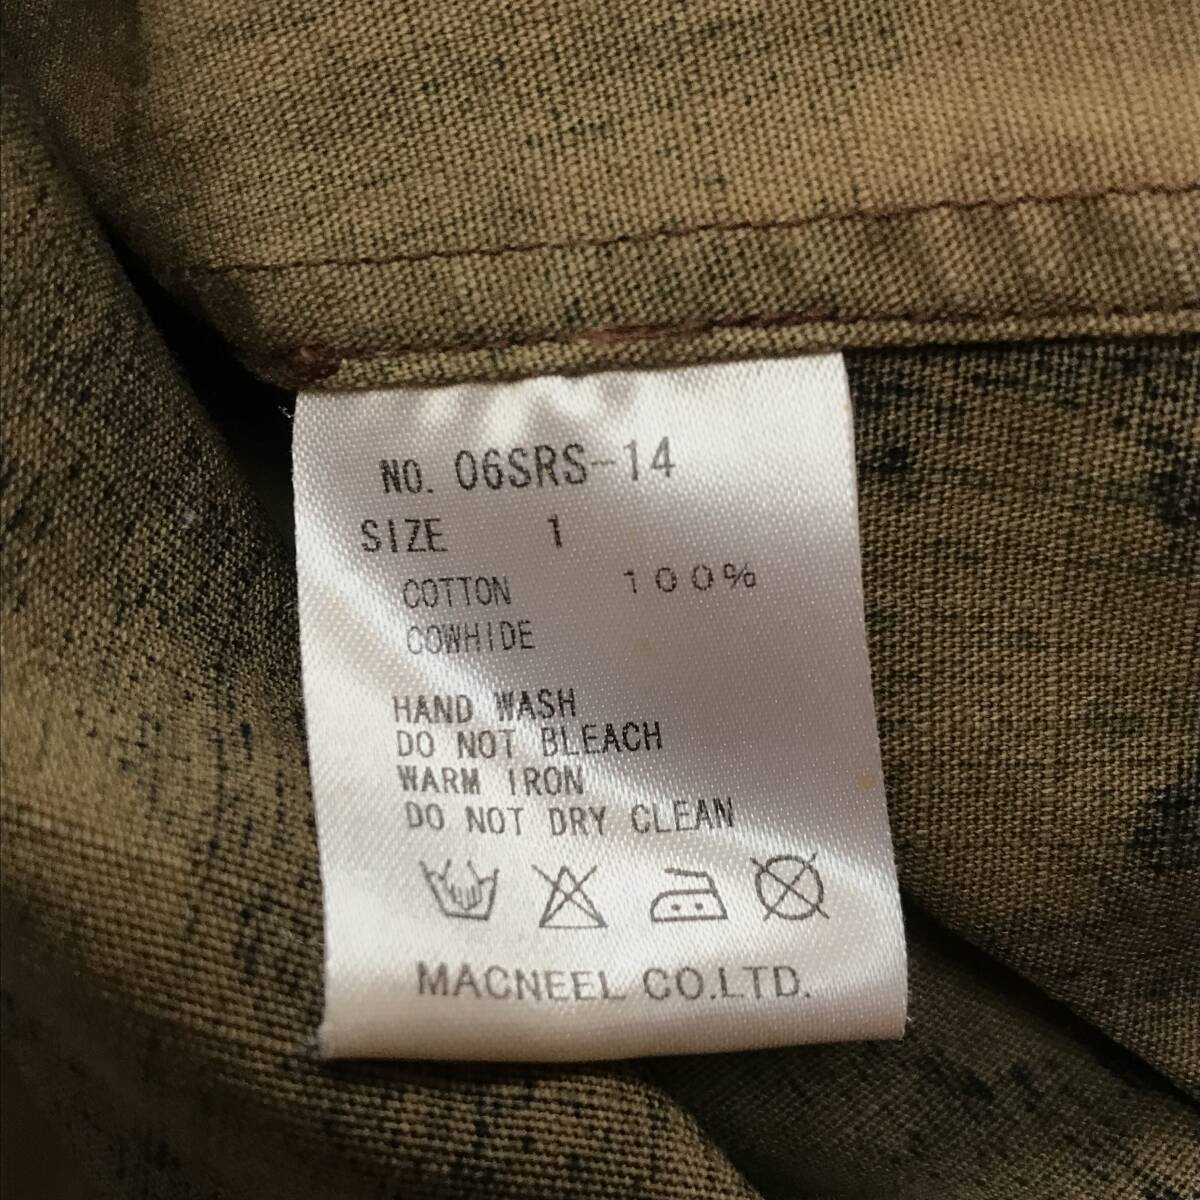 NO. 06SRS-14
SIZE 1
COTTON 100%
COWHIDE
HAND WASH
DO NOT BLEACH
WARM IRON
DO NOT DRY CLEAN
MACNEEL CO.LTD.